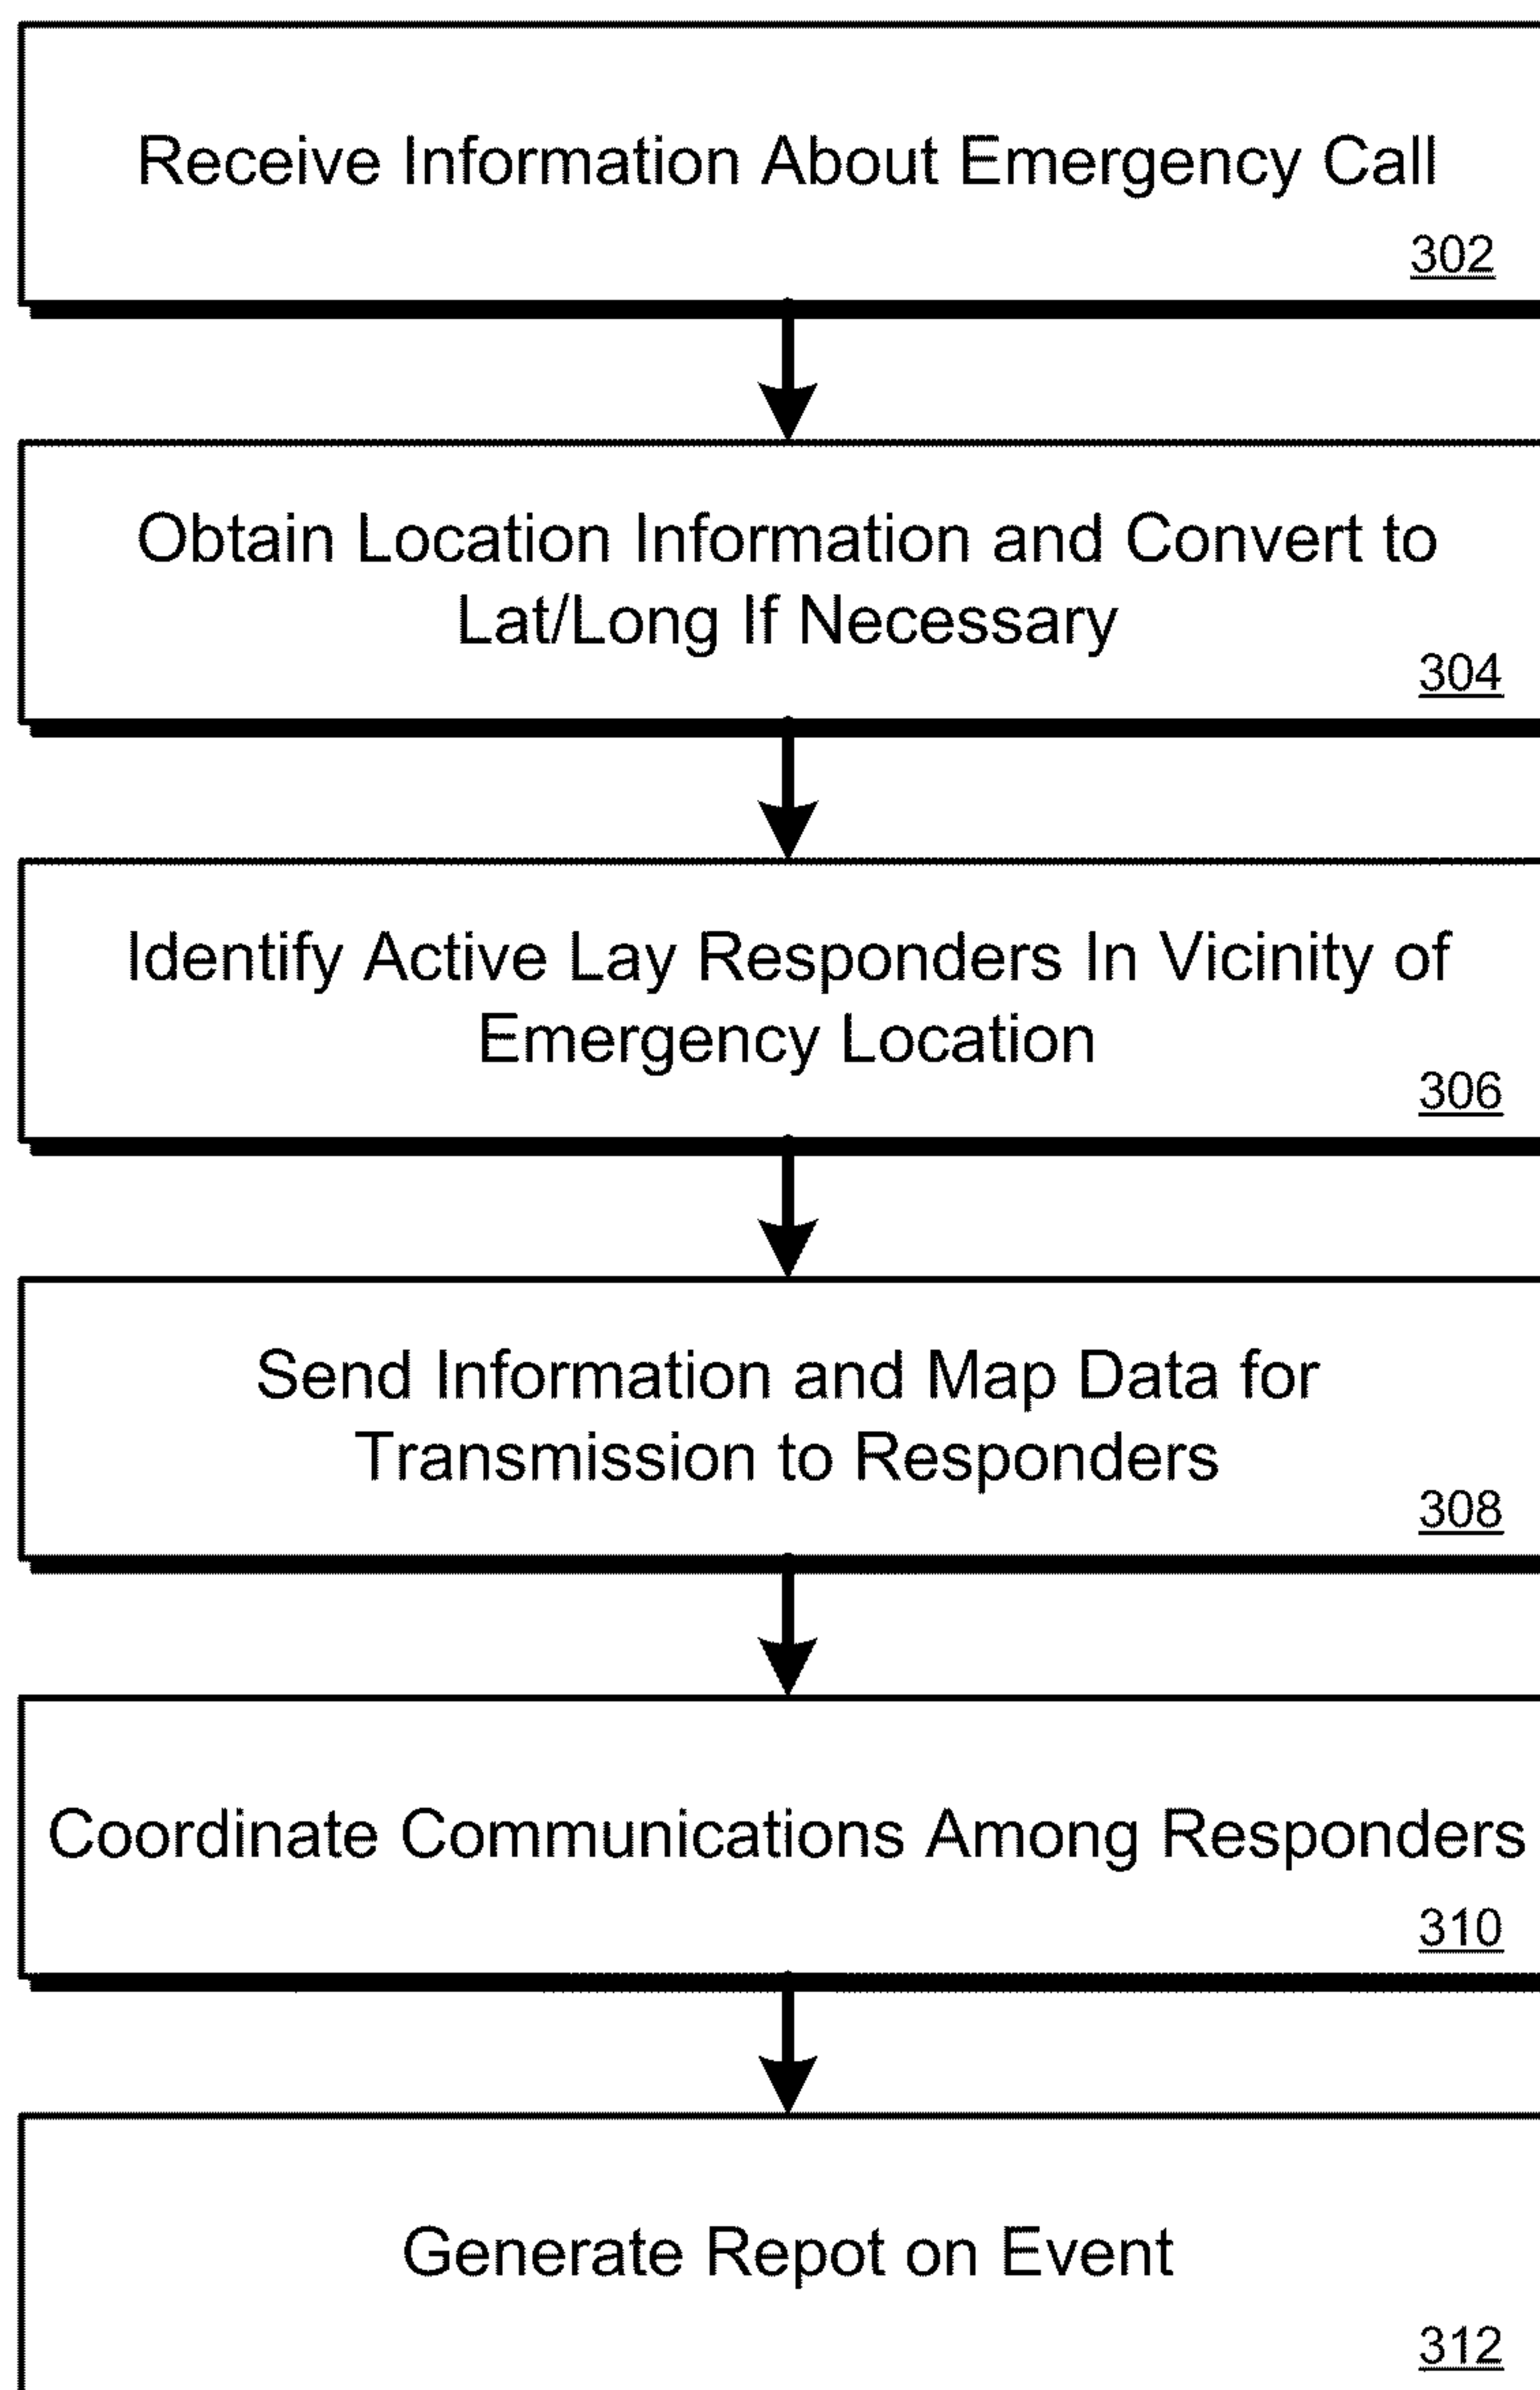 Receive Information About Emergency Call
302
Obtain Location Information and Convert to
Lat/Long If Necessary
304
Identify Active Lay Responders In Vicinity of
Emergency Location
306
Send Information and Map Data for
Transmission to Responders
308
Coordinate Communications Among Responders
310
Generate Repot on Event
312